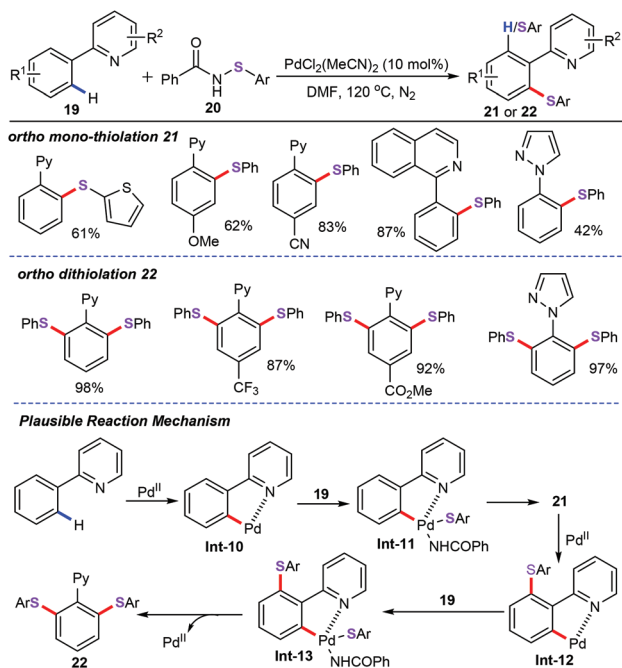 H/SAr
R² N
R¹ H
19
+
O
Ph N H S Ar
20
PdCl₂(MeCN)₂ (10 mol%)
DMF, 120 °C, N₂
R² N
R¹ SAr
21 or 22
ortho mono-thiolation 21
Py S S
61%
Py SPh OMe
62%
Py SPh CN
83%
N SPh
87%
N N SPh
42%
ortho dithiolation 22
Py PhS SPh
98%
Py PhS SPh CF₃
87%
Py PhS SPh CO₂Me
92%
N N SPh SPh
97%
Plausible Reaction Mechanism
N H
Pdᴵᴵ
N Pd
Int-10
19
N Pd SAr NHCOPh
Int-11
21
Pdᴵᴵ
SAr N Pd
Int-12
19
SAr N Pd SAr NHCOPh
Int-13
Pdᴵᴵ
Py ArS SAr
22